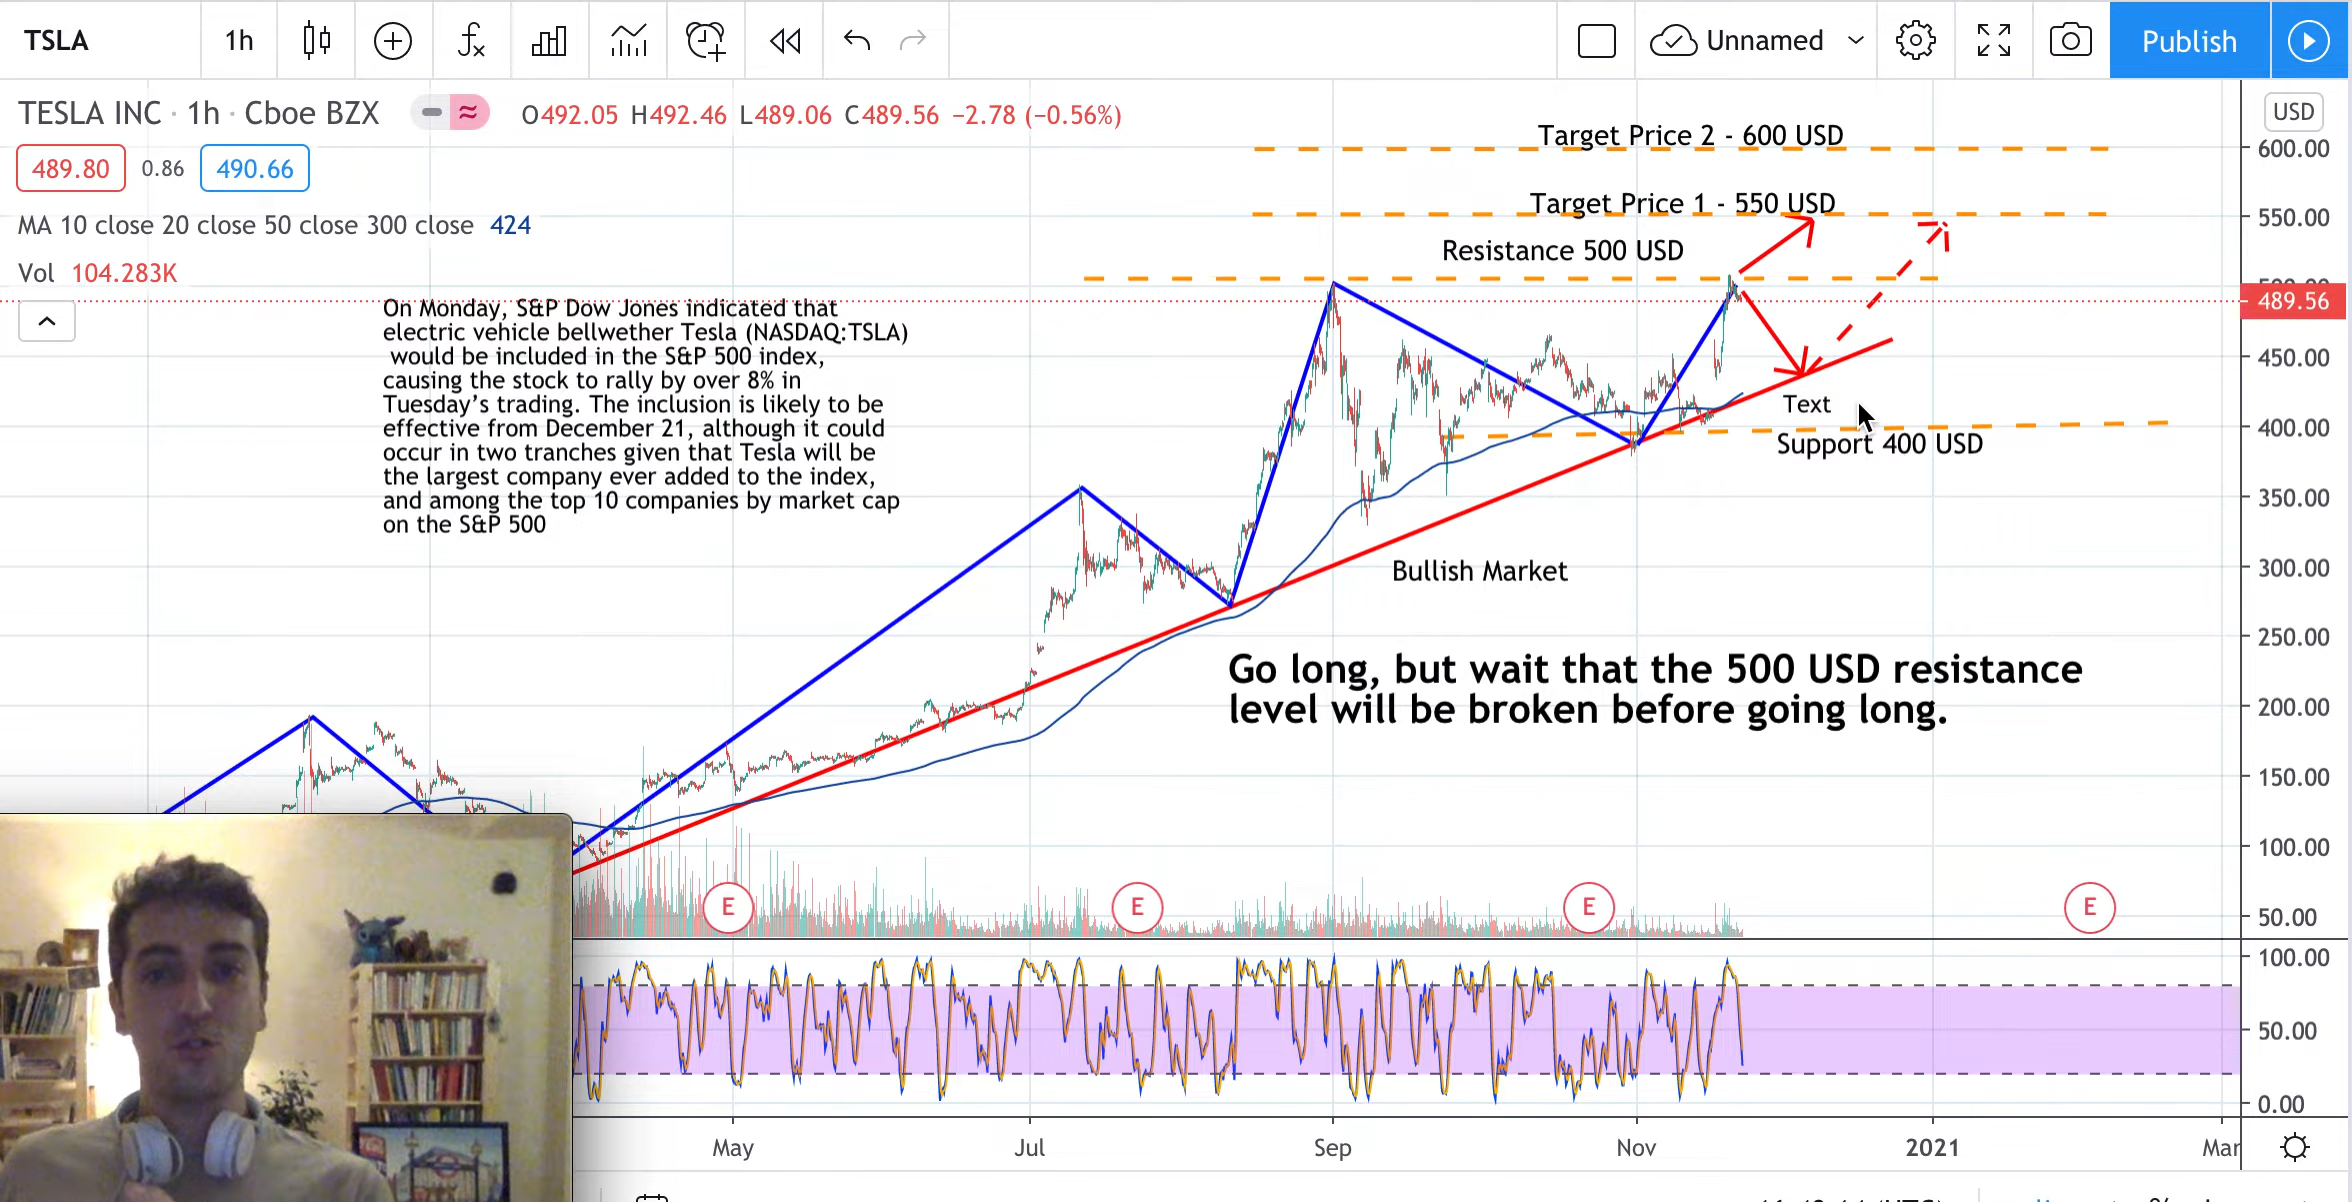 TSLA
1h
Unnamed
Publish
TESLA INC · 1h · Cboe BZX
O492.05 H492.46 L489.06 C489.56 −2.78 (−0.56%)
USD
489.80 0.86 490.66
MA 10 close 20 close 50 close 300 close 424
Vol 104.283K
Target Price 2 - 600 USD
Target Price 1 - 550 USD
Resistance 500 USD
On Monday, S&P Dow Jones indicated that
electric vehicle bellwether Tesla (NASDAQ:TSLA)
would be included in the S&P 500 index,
causing the stock to rally by over 8% in
Tuesday's trading. The inclusion is likely to be
effective from December 21, although it could
occur in two tranches given that Tesla will be
the largest company ever added to the index,
and among the top 10 companies by market cap
on the S&P 500
Text
Support 400 USD
Bullish Market
Go long, but wait that the 500 USD resistance
level will be broken before going long.
600.00
550.00
489.56
450.00
400.00
350.00
300.00
250.00
200.00
150.00
100.00
50.00
E E E E
100.00
50.00
0.00
May Jul Sep Nov 2021 Mar